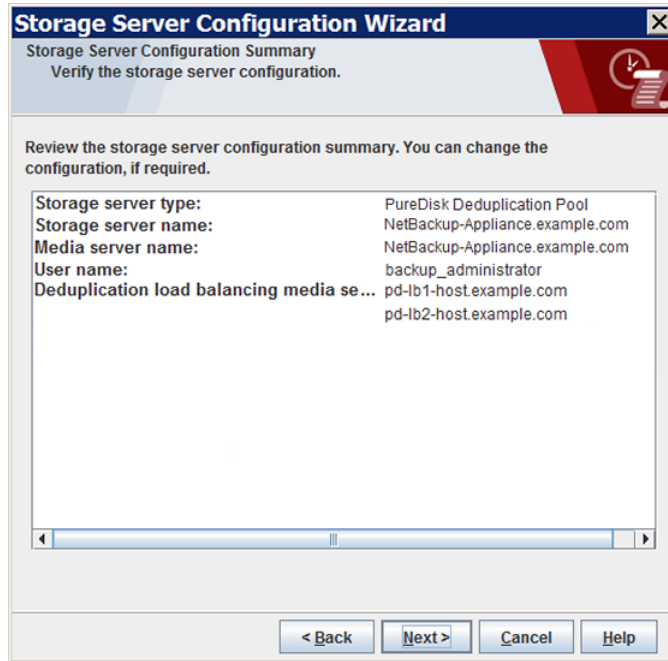 Storage Server Configuration Wizard
Storage Server Configuration Summary
Verify the storage server configuration.
Review the storage server configuration summary. You can change the
configuration, if required.
Storage server type: PureDisk Deduplication Pool
Storage server name: NetBackup-Appliance.example.com
Media server name: NetBackup-Appliance.example.com
User name: backup_administrator
Deduplication load balancing media se... pd-lb1-host.example.com
pd-lb2-host.example.com
< Back Next > Cancel Help